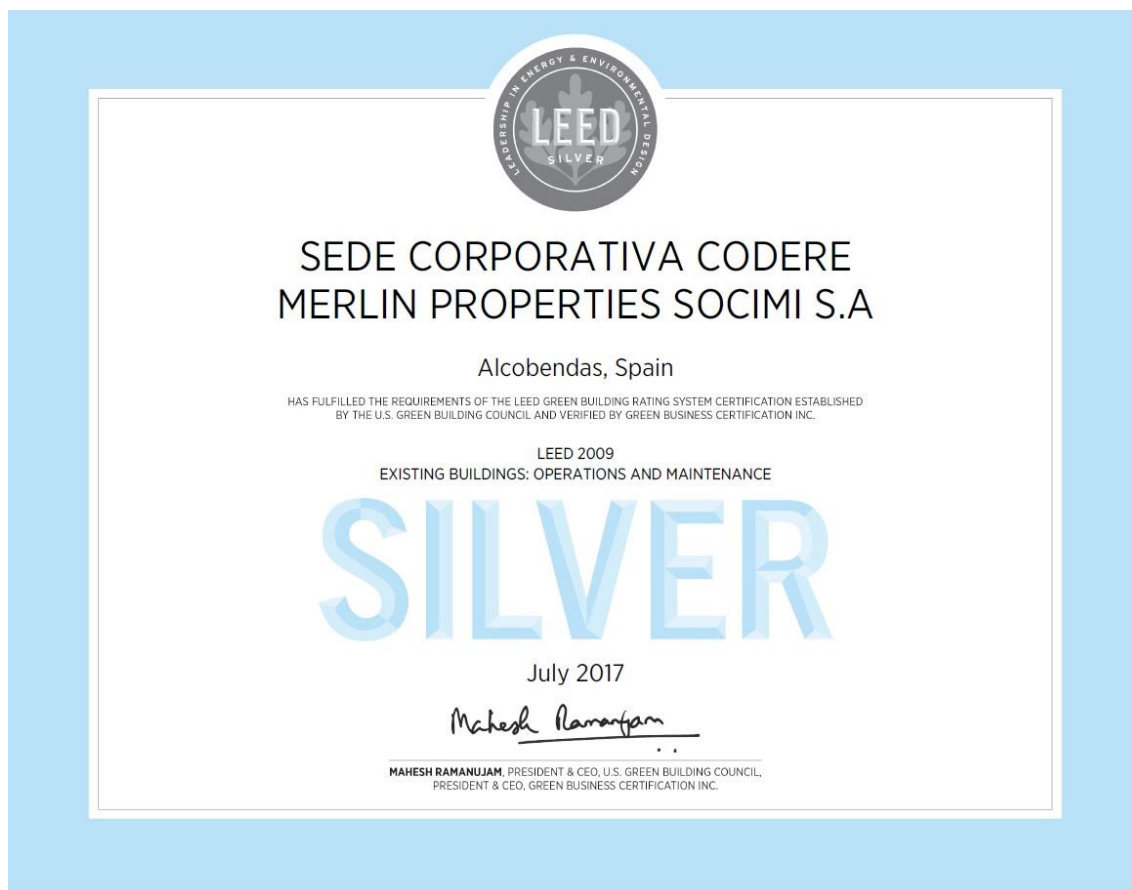 LEADERSHIP IN ENERGY & ENVIRONMENTAL DESIGN
LEED
SILVER
SEDE CORPORATIVA CODERE
MERLIN PROPERTIES SOCIMI S.A
Alcobendas, Spain
HAS FULFILLED THE REQUIREMENTS OF THE LEED GREEN BUILDING RATING SYSTEM CERTIFICATION ESTABLISHED
BY THE U.S. GREEN BUILDING COUNCIL AND VERIFIED BY GREEN BUSINESS CERTIFICATION INC.
LEED 2009
EXISTING BUILDINGS: OPERATIONS AND MAINTENANCE
SILVER
July 2017
Mahesh Ramanujam
MAHESH RAMANUJAM, PRESIDENT & CEO, U.S. GREEN BUILDING COUNCIL,
PRESIDENT & CEO, GREEN BUSINESS CERTIFICATION INC.